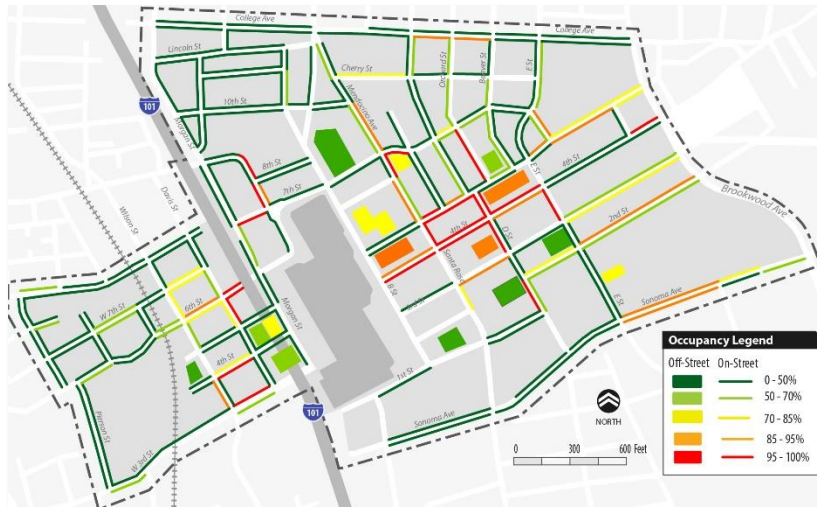 College Ave
College Ave
Lincoln St
Cherry St
Orchard St
Beaver St
E St
10th St
Mendocino Ave
101
Morgan St
8th St
7th St
4th St
E St
Brookwood Ave
Davis St
Wilson St
2nd St
4th St
D St
Santa Rosa
B St
3rd St
E St
Sonoma Ave
W 7th St
6th St
Morgan St
4th St
1st St
Pierson St
W 3rd St
101
Sonoma Ave
NORTH
0 300 600 Feet
Occupancy Legend
Off-Street On-Street
0 - 50%
50 - 70%
70 - 85%
85 - 95%
95 - 100%